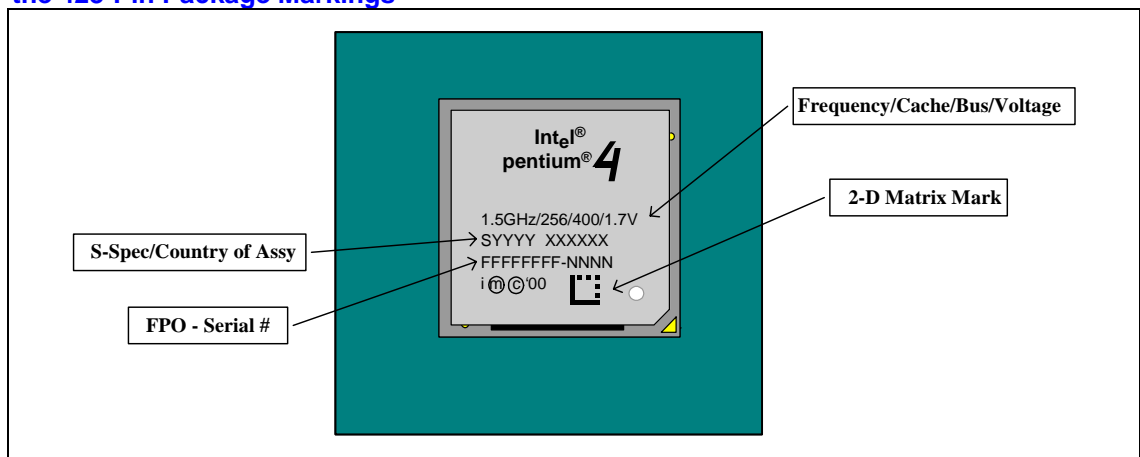 the 423-Pin Package Markings
Frequency/Cache/Bus/Voltage
Intel®
pentium® 4
2-D Matrix Mark
1.5GHz/256/400/1.7V
S-Spec/Country of Assy
SYYYY XXXXXX
FFFFFFFF-NNNN
i ⓜ ⓒ '00
FPO - Serial #